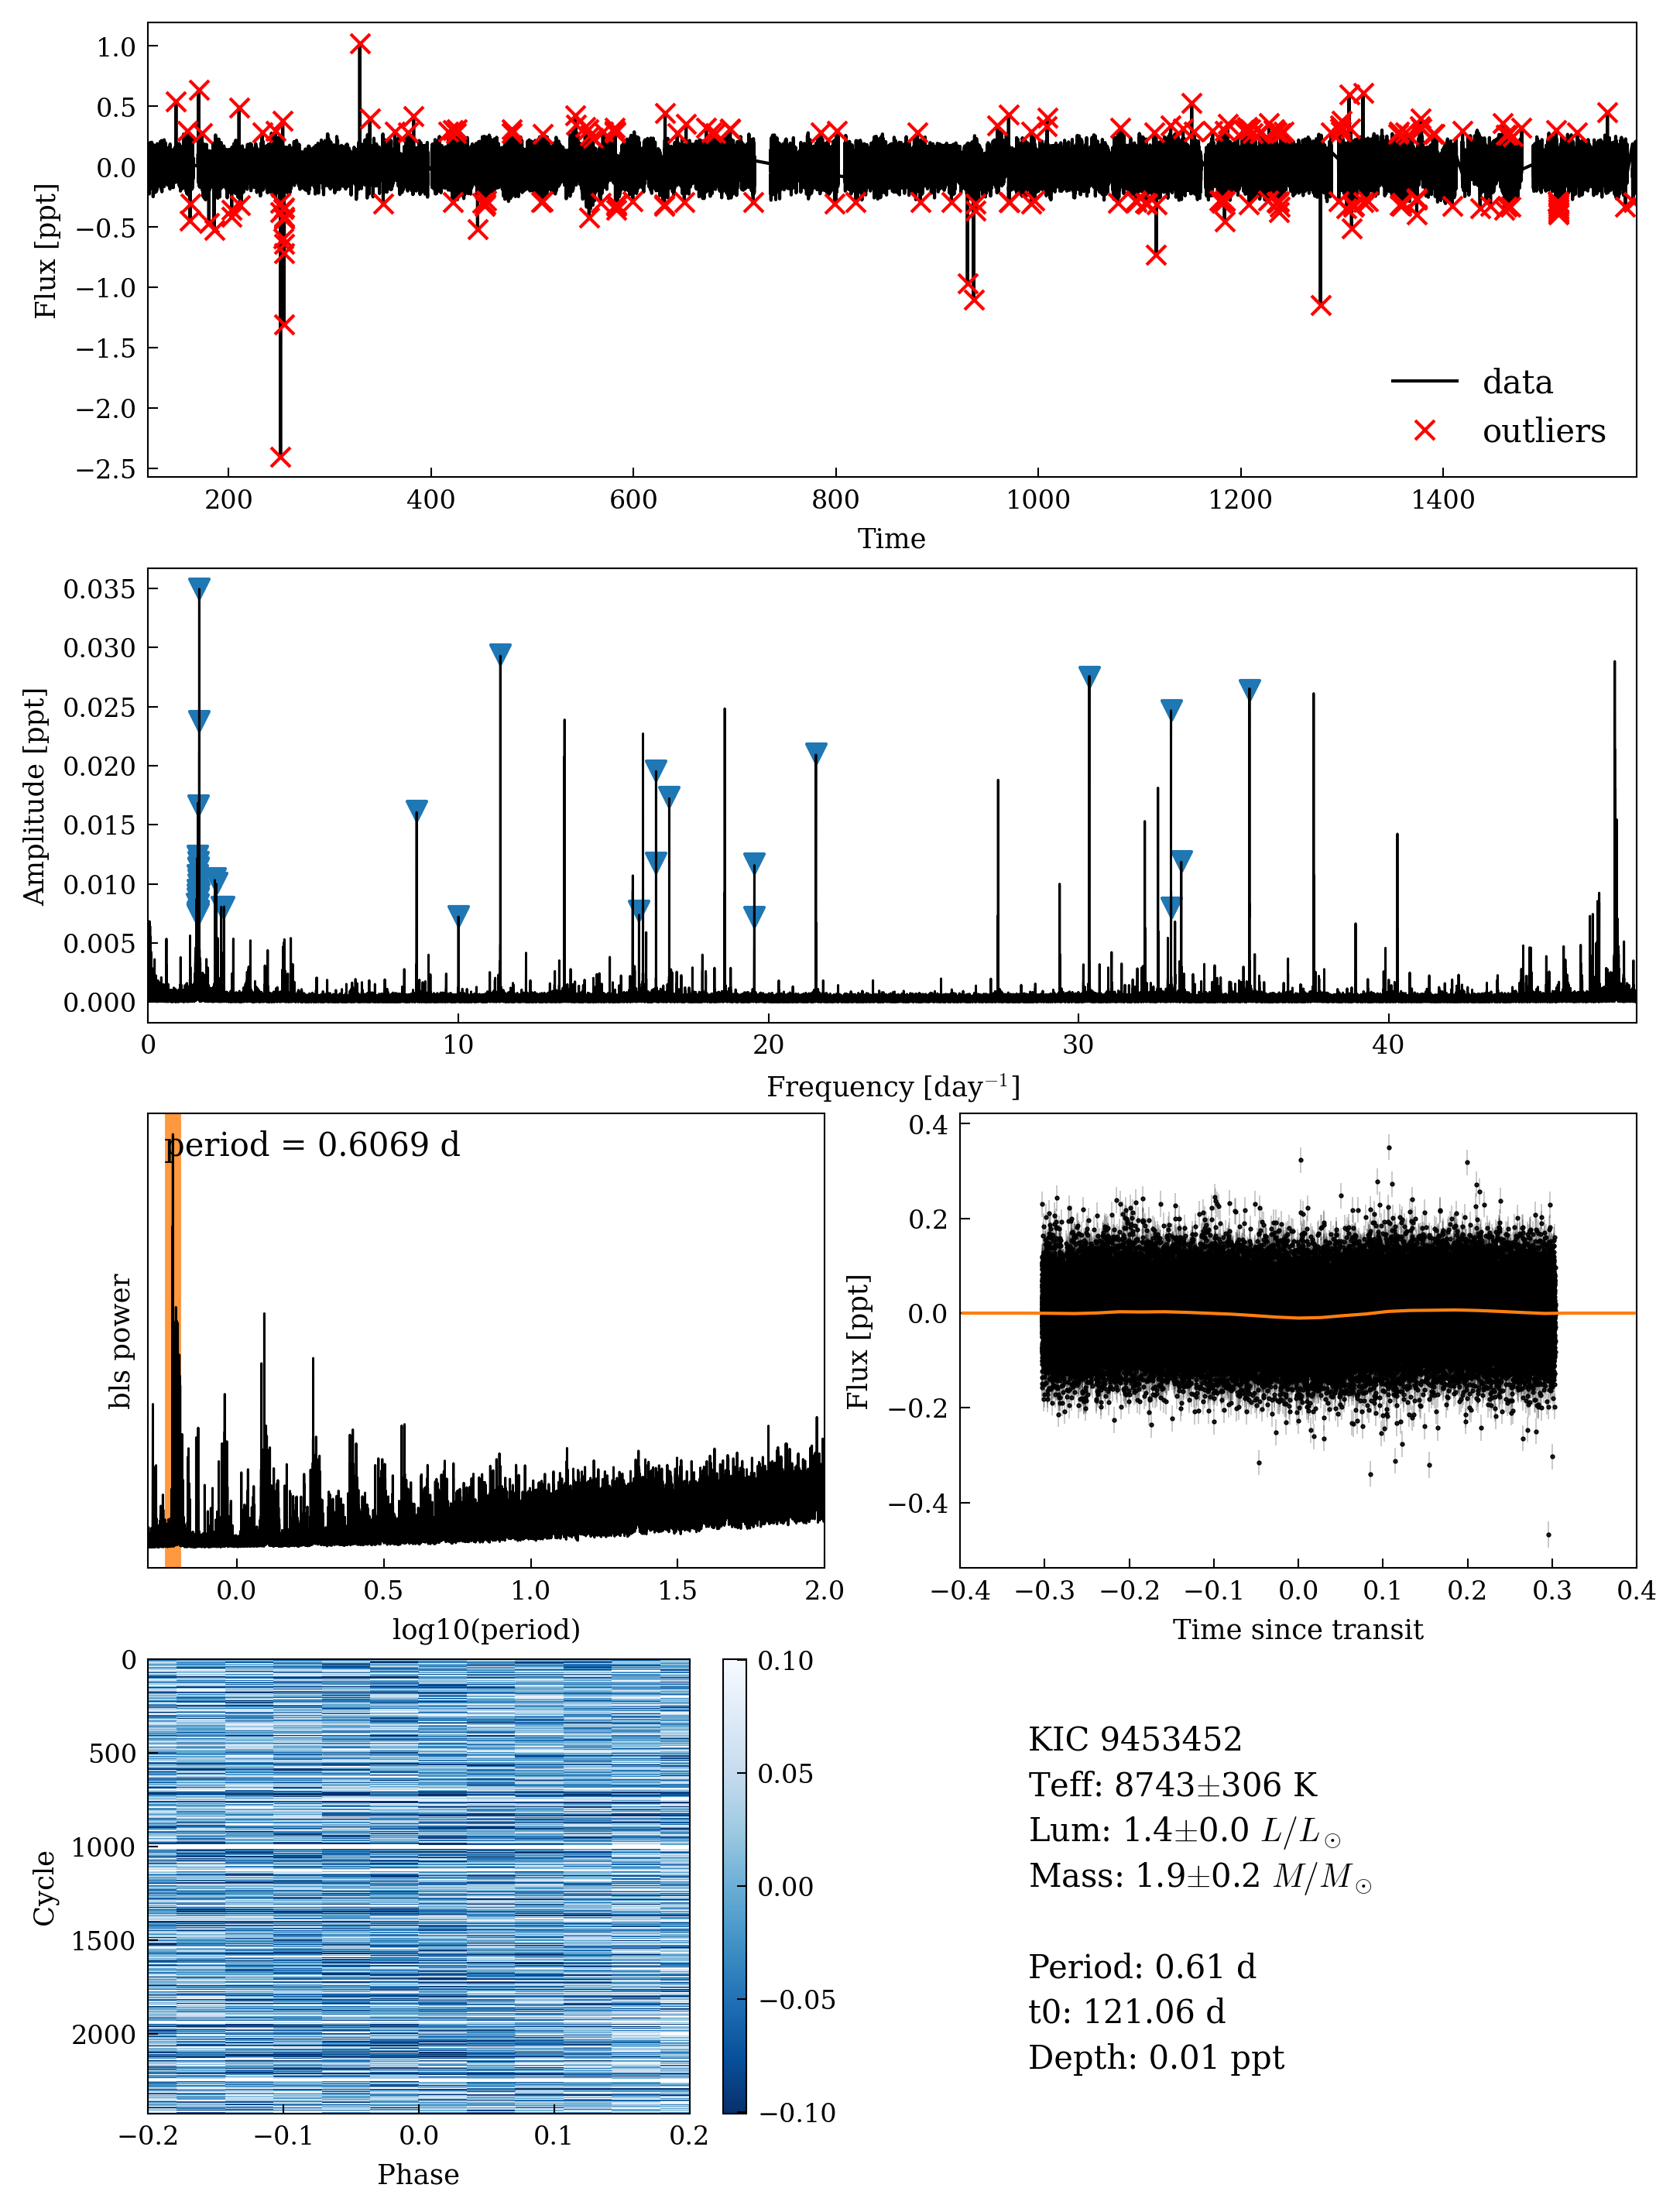 1.0
0.5
0.0
−0.5
−1.0
−1.5
−2.0
−2.5
Flux [ppt]
data
outliers
200 400 600 800 1000 1200 1400
Time
0.035
0.030
0.025
0.020
0.015
0.010
0.005
0.000
Amplitude [ppt]
0 10 20 30 40
Frequency [day⁻¹]
period = 0.6069 d
bls power
0.0 0.5 1.0 1.5 2.0
log10(period)
0.4
0.2
0.0
−0.2
−0.4
Flux [ppt]
−0.4 −0.3 −0.2 −0.1 0.0 0.1 0.2 0.3 0.4
Time since transit
0
500
1000
1500
2000
Cycle
−0.2 −0.1 0.0 0.1 0.2
Phase
0.10
0.05
0.00
−0.05
−0.10
KIC 9453452
Teff: 8743±306 K
Lum: 1.4±0.0 L/L☉
Mass: 1.9±0.2 M/M☉
Period: 0.61 d
t0: 121.06 d
Depth: 0.01 ppt